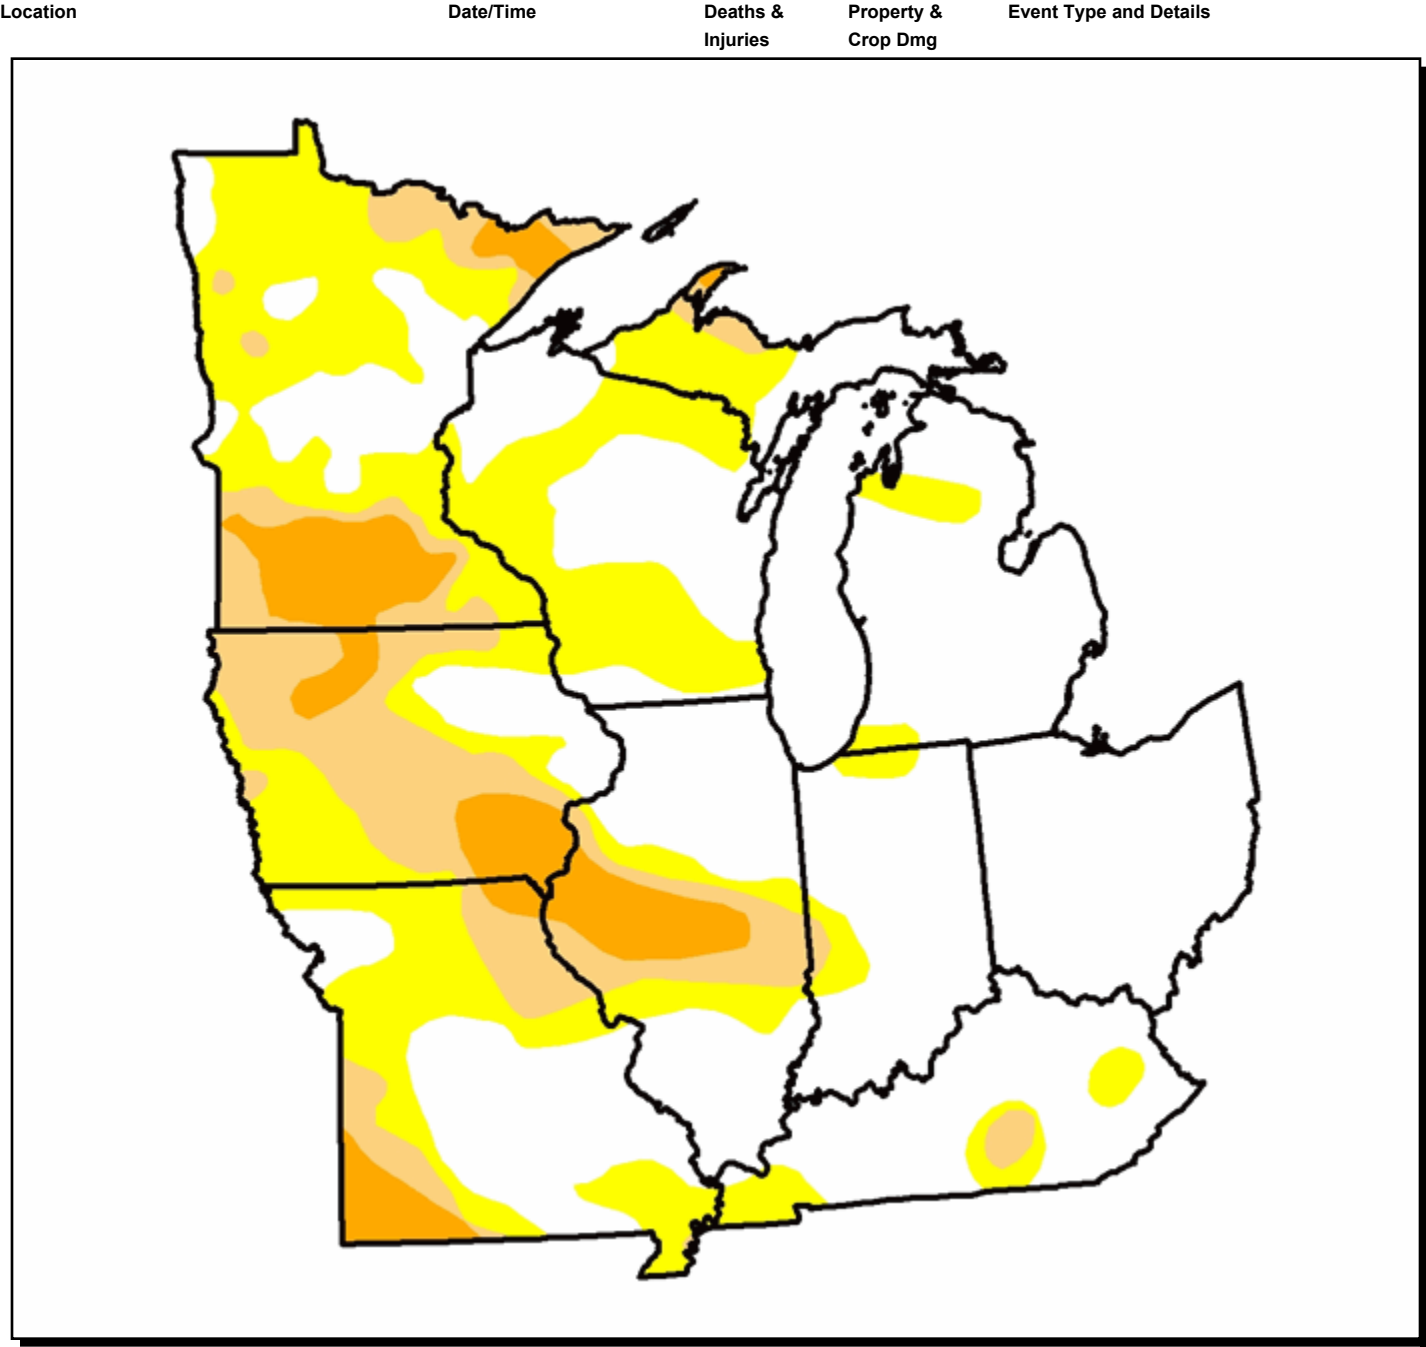 Location Date/Time Deaths & Property & Event Type and Details
Injuries Crop Dmg